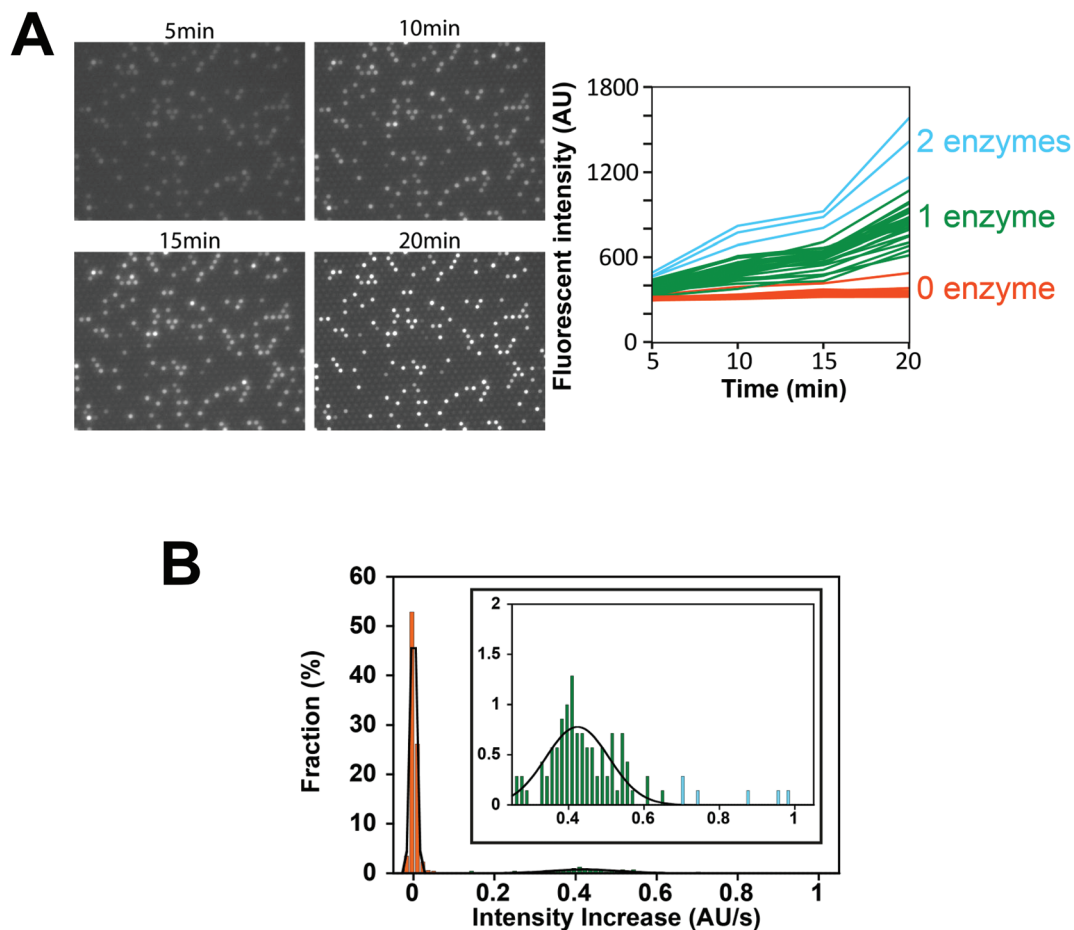 A
5min
10min
15min
20min
Fluorescent intensity (AU)
1800
1200
600
0
5
10
15
20
Time (min)
2 enzymes
1 enzyme
0 enzyme
B
Fraction (%)
60
50
40
30
20
10
0
0
0.2
0.4
0.6
0.8
1
Intensity Increase (AU/s)
2
1.5
1
0.5
0
0.4
0.6
0.8
1